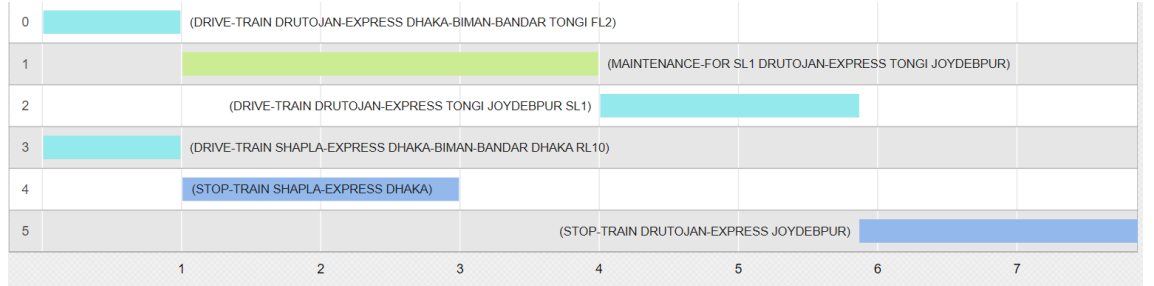 0 (DRIVE-TRAIN DRUTOJAN-EXPRESS DHAKA-BIMAN-BANDAR TONGI FL2)
1 (MAINTENANCE-FOR SL1 DRUTOJAN-EXPRESS TONGI JOYDEBPUR)
2 (DRIVE-TRAIN DRUTOJAN-EXPRESS TONGI JOYDEBPUR SL1)
3 (DRIVE-TRAIN SHAPLA-EXPRESS DHAKA-BIMAN-BANDAR DHAKA RL10)
4 (STOP-TRAIN SHAPLA-EXPRESS DHAKA)
5 (STOP-TRAIN DRUTOJAN-EXPRESS JOYDEBPUR)
1 2 3 4 5 6 7